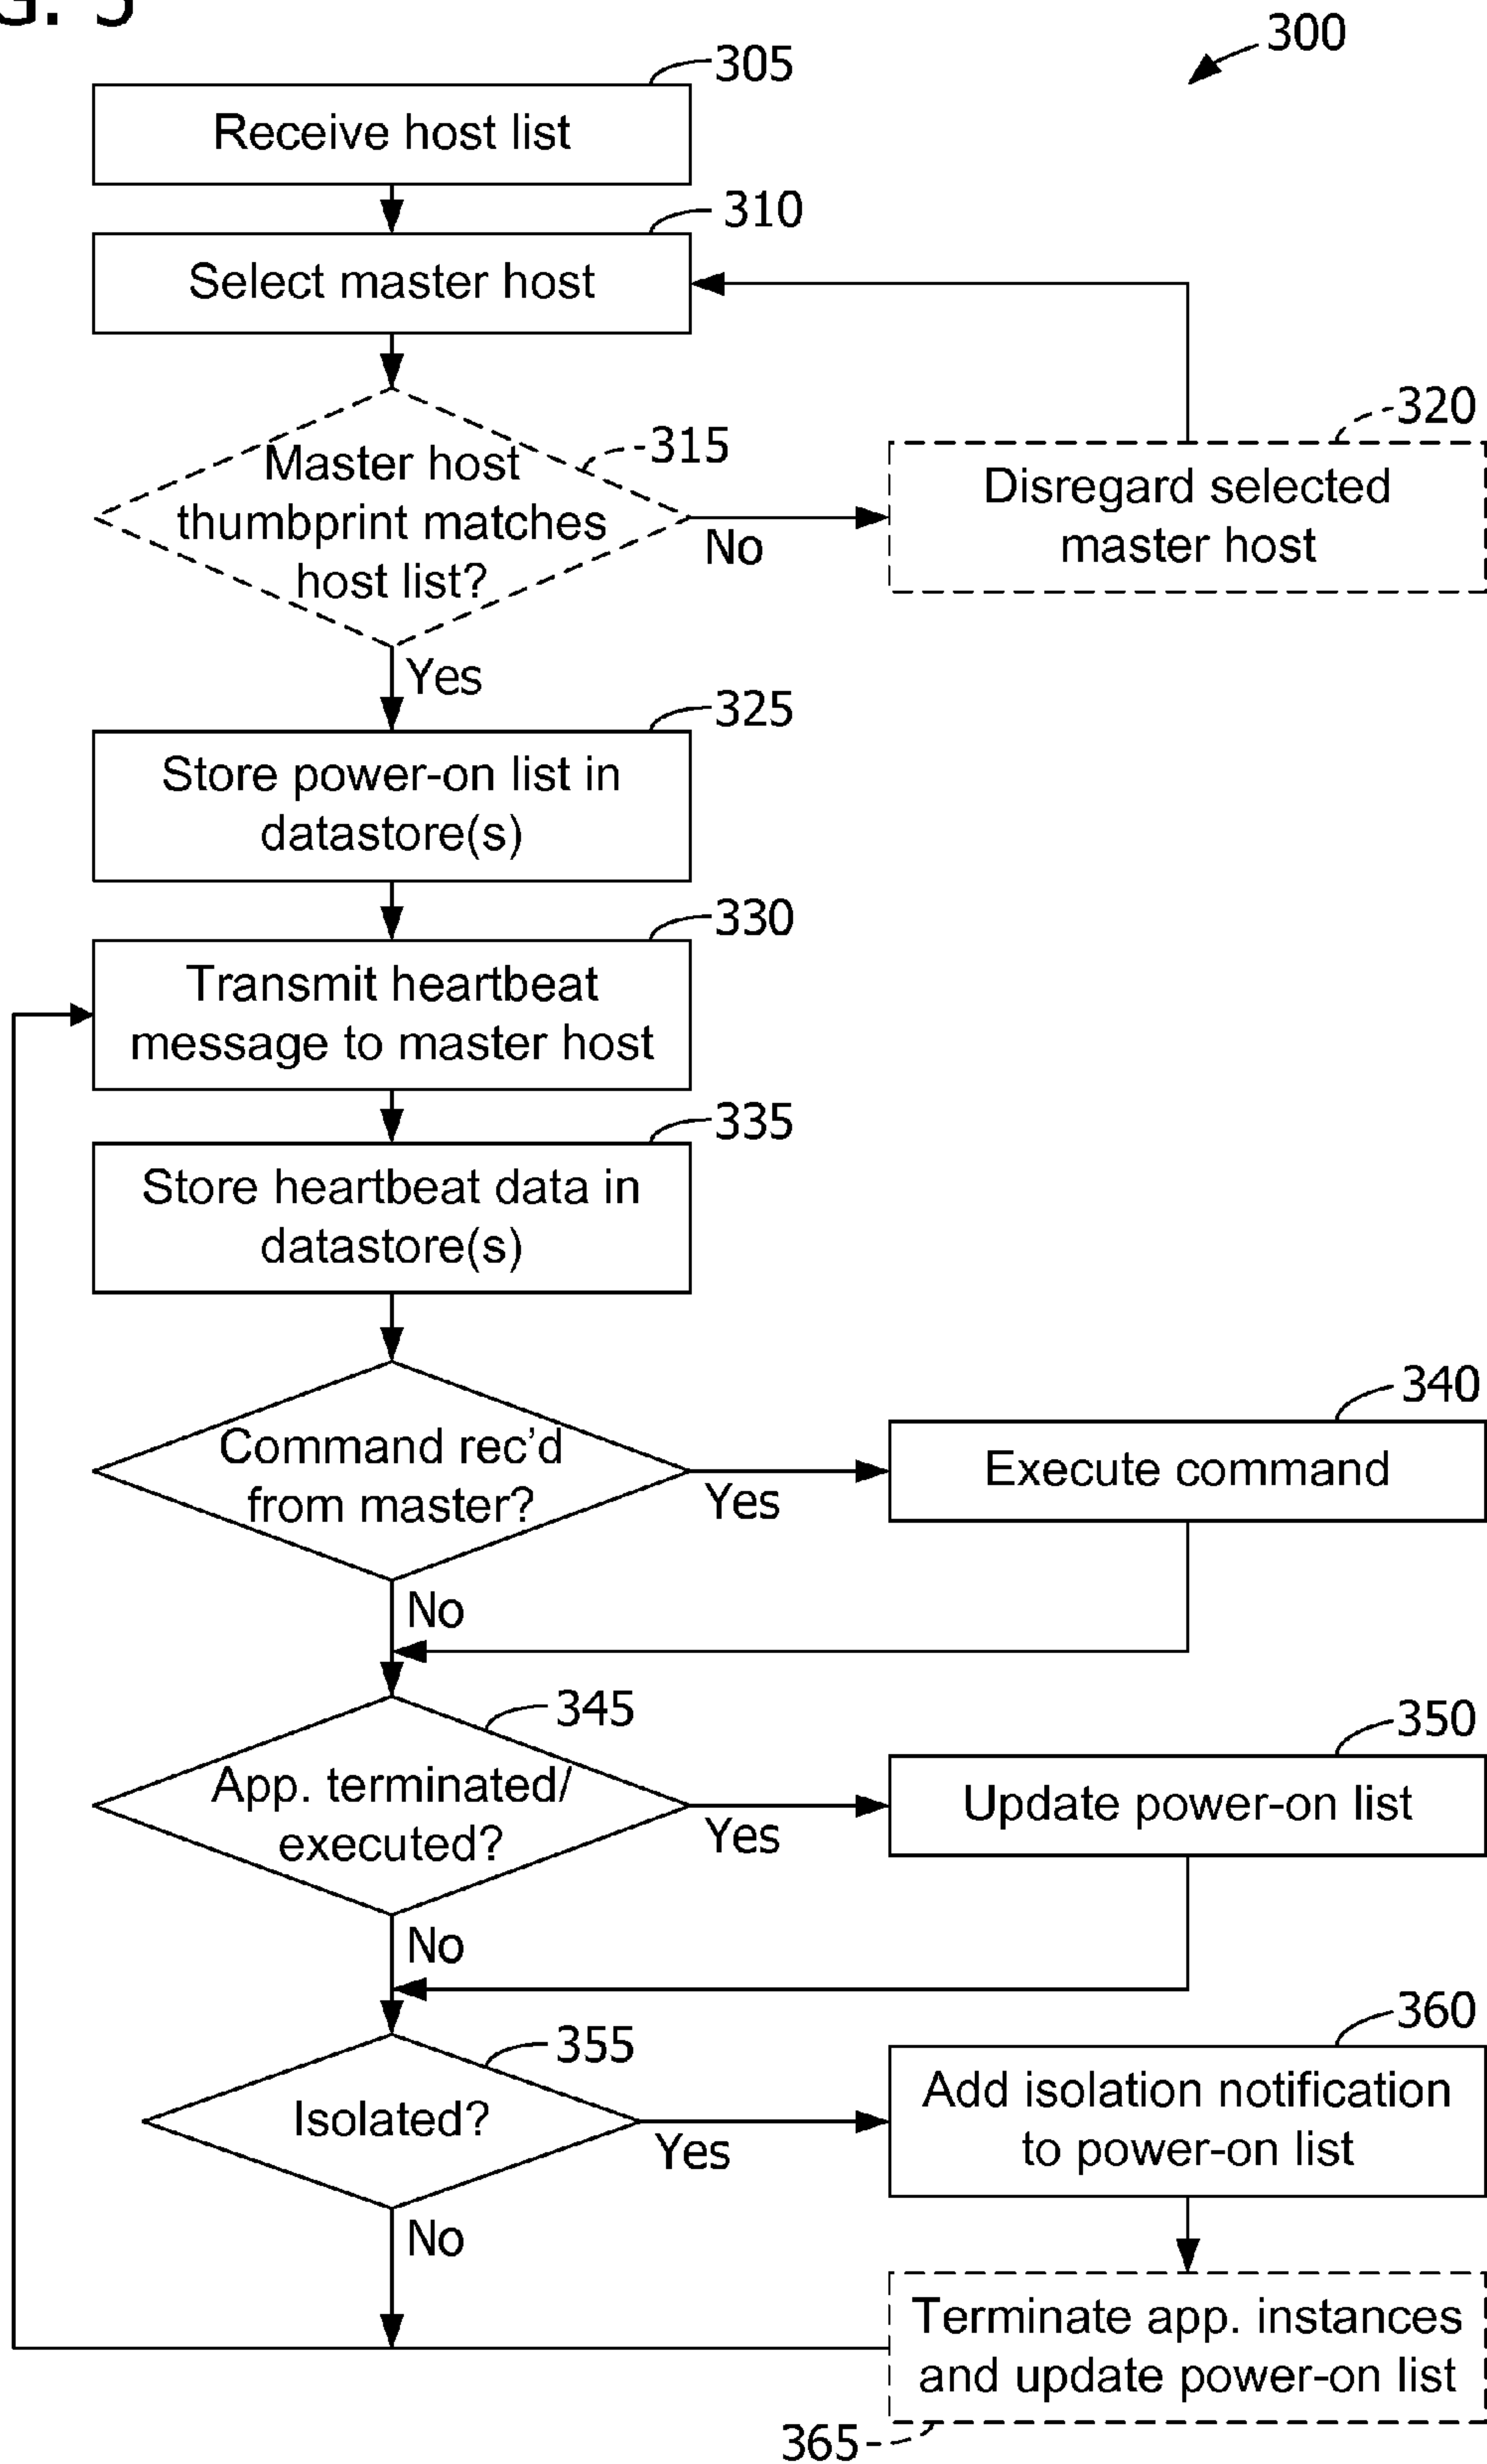 G. 3
300
305
Receive host list
310
Select master host
315
Master host
thumbprint matches
host list?
No
320
Disregard selected
master host
Yes
325
Store power-on list in
datastore(s)
330
Transmit heartbeat
message to master host
335
Store heartbeat data in
datastore(s)
Command rec'd
from master?
Yes
340
Execute command
No
345
App. terminated/
executed?
Yes
350
Update power-on list
No
355
Isolated?
Yes
360
Add isolation notification
to power-on list
No
Terminate app. instances
and update power-on list
365